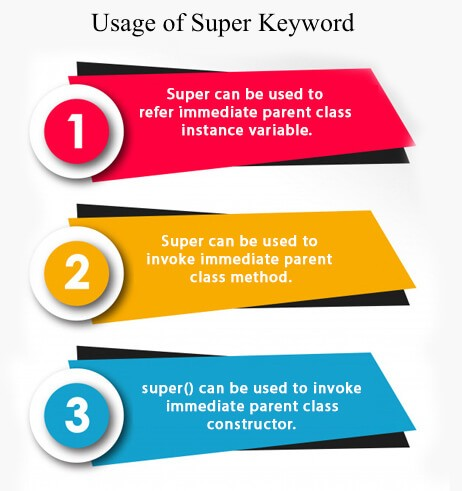 Usage of Super Keyword
1
Super can be used to
refer immediate parent class
instance variable.
2
Super can be used to
invoke immediate parent
class method.
3
super() can be used to invoke
immediate parent class
constructor.